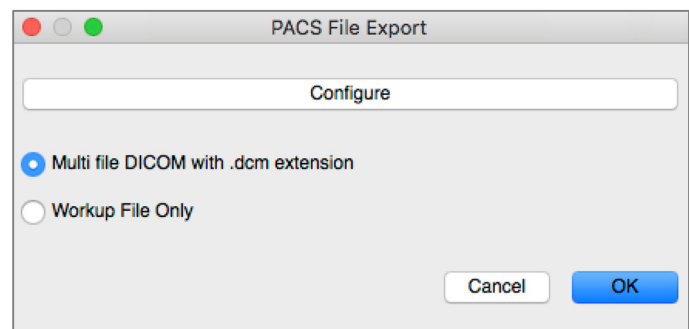 PACS File Export
Configure
Multi file DICOM with .dcm extension
Workup File Only
Cancel OK